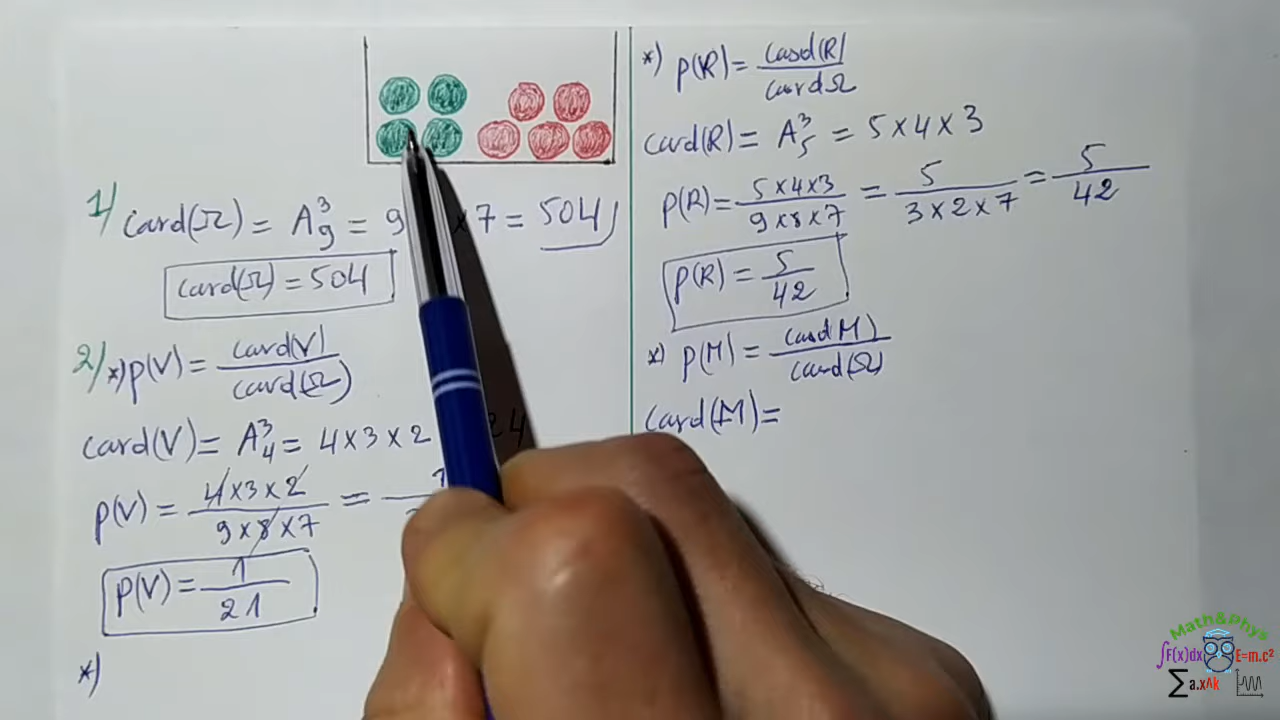 1/ Card(Ω) = A³₉ = 9 × 7 = 504
Card(Ω) = 504
2/ *) p(V) = card(V) / card(Ω)
Card(V) = A³₄ = 4 × 3 × 2 24
p(V) = 4 × 3 × 2 / 9 × 8 × 7 =
p(V) = 1 / 21
*)
*) p(R) = Card(R) / Card Ω
Card(R) = A³₅ = 5 × 4 × 3
p(R) = 5 × 4 × 3 / 9 × 8 × 7 = 5 / 3 × 2 × 7 = 5 / 42
p(R) = 5 / 42
*) p(M) = Card M) / Card(Ω)
Card(M) =
Math&Phys
∫F(x)dx E=m.c²
∑ a.x^k